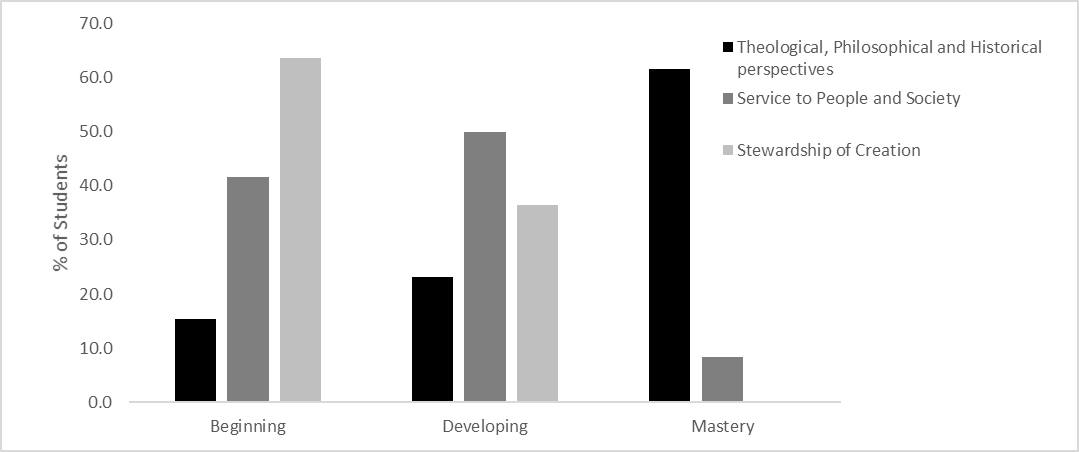 70.0
60.0
50.0
40.0
30.0
20.0
10.0
0.0
% of Students
Beginning
Developing
Mastery
Theological, Philosophical and Historical
perspectives
Service to People and Society
Stewardship of Creation